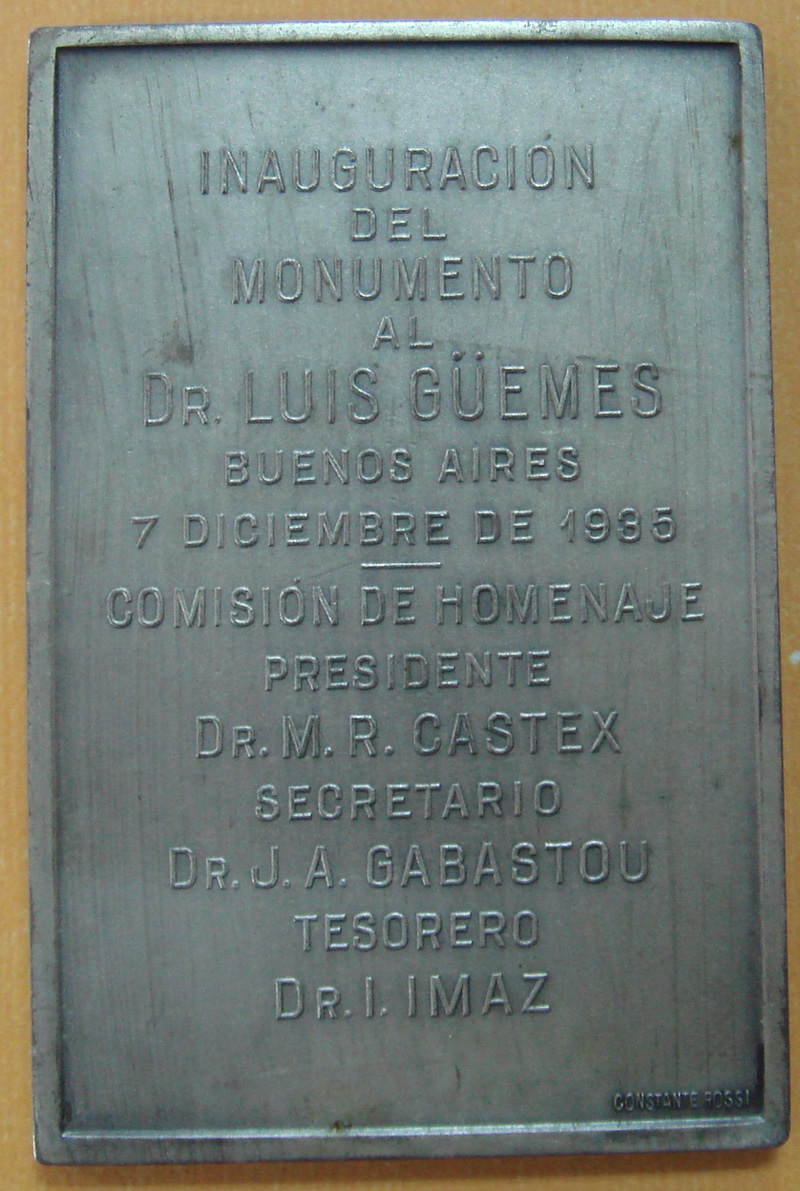 INAUGURACIÓN
DEL
MONUMENTO
AL
DR. LUIS GÜEMES
BUENOS AIRES
7 DICIEMBRE DE 1935
COMISIÓN DE HOMENAJE
PRESIDENTE
DR. M. R. CASTEX
SECRETARIO
DR. J. A. GABASTOU
TESORERO
DR. I. IMAZ
CONSTANTE ROSSI